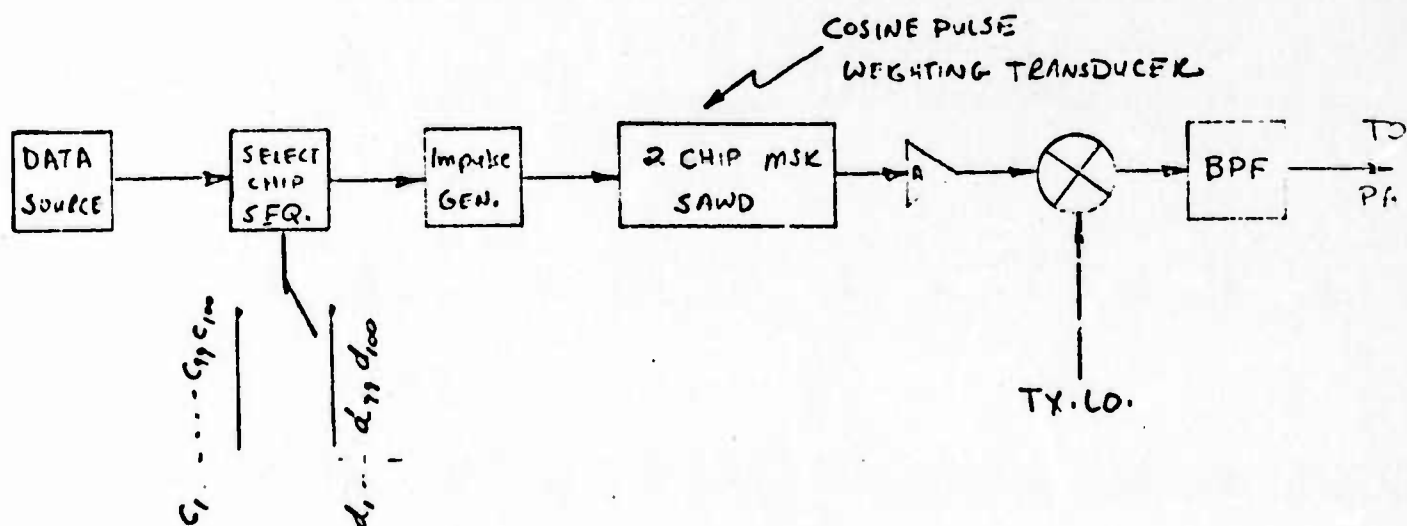 COSINE PULSE
WEIGHTING TRANSDUCER
DATA
SOURCE
SELECT
CHIP
SEQ.
Impulse
GEN.
2 CHIP MSK
SAWD
A
BPF
TO
PA.
TX.LO.
C1 ..... C99 C100
d1 ... d99 d100